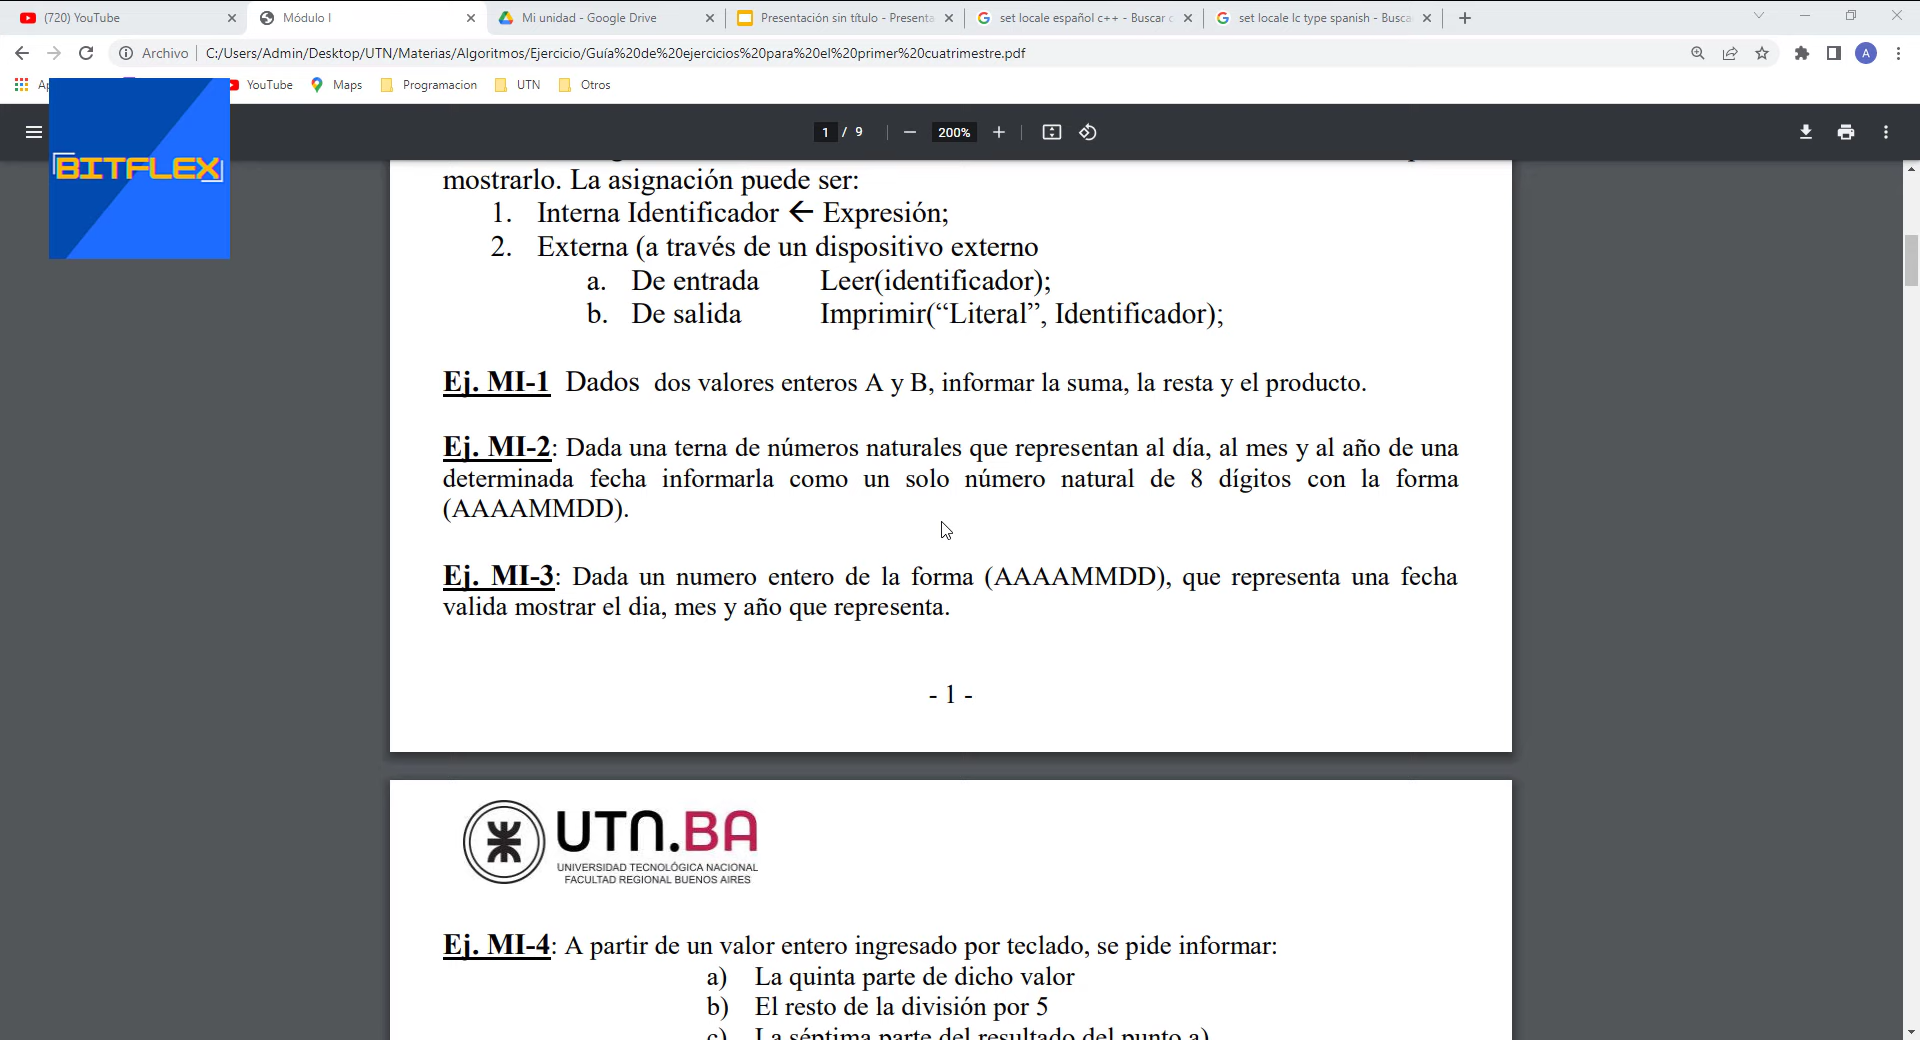 (720) YouTube
Módulo I
Mi unidad - Google Drive
Presentación sin título - Presenta
set locale español c++ - Buscar c
set locale lc type spanish - Busca
Archivo
C:/Users/Admin/Desktop/UTN/Materias/Algoritmos/Ejercicio/Guía%20de%20ejercicios%20para%20el%20primer%20cuatrimestre.pdf
A
YouTube
Maps
Programacion
UTN
Otros
BITFLEX
1 / 9
200%
mostrarlo. La asignación puede ser:
1. Interna Identificador ← Expresión;
2. Externa (a través de un dispositivo externo
a. De entrada Leer(identificador);
b. De salida Imprimir(“Literal”, Identificador);
Ej. MI-1 Dados dos valores enteros A y B, informar la suma, la resta y el producto.
Ej. MI-2: Dada una terna de números naturales que representan al día, al mes y al año de una
determinada fecha informarla como un solo número natural de 8 dígitos con la forma
(AAAAMMDD).
Ej. MI-3: Dada un numero entero de la forma (AAAAMMDD), que representa una fecha
valida mostrar el dia, mes y año que representa.
- 1 -
UTN.BA
UNIVERSIDAD TECNOLÓGICA NACIONAL
FACULTAD REGIONAL BUENOS AIRES
Ej. MI-4: A partir de un valor entero ingresado por teclado, se pide informar:
a) La quinta parte de dicho valor
b) El resto de la división por 5
c) La séptima parte del resultado del punto a)